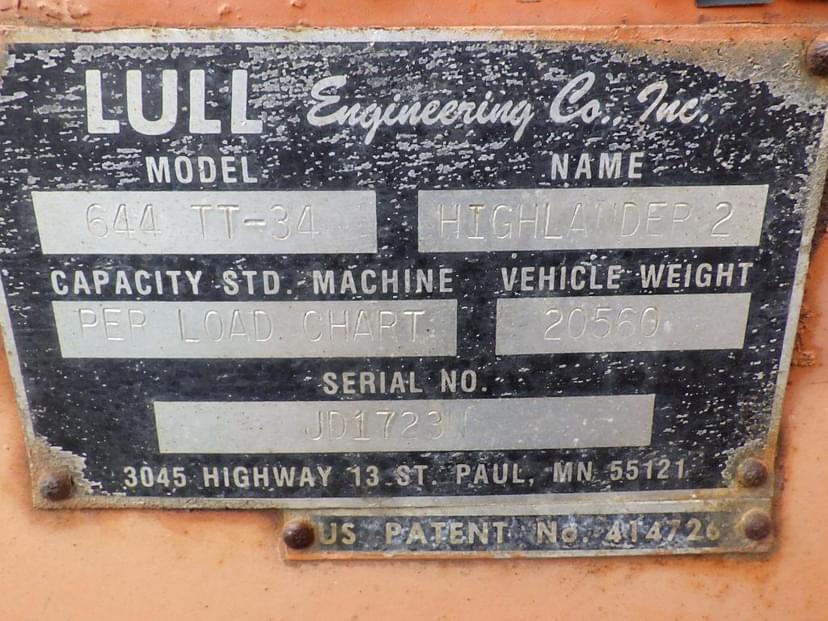 LULL Engineering Co., Inc.
MODEL NAME
644 TT-34 HIGHLANDER 2
CAPACITY STD. MACHINE VEHICLE WEIGHT
PER LOAD CHART 20560
SERIAL NO.
JD1723W
3045 HIGHWAY 13 ST. PAUL, MN 55121
US PATENT No. 414726